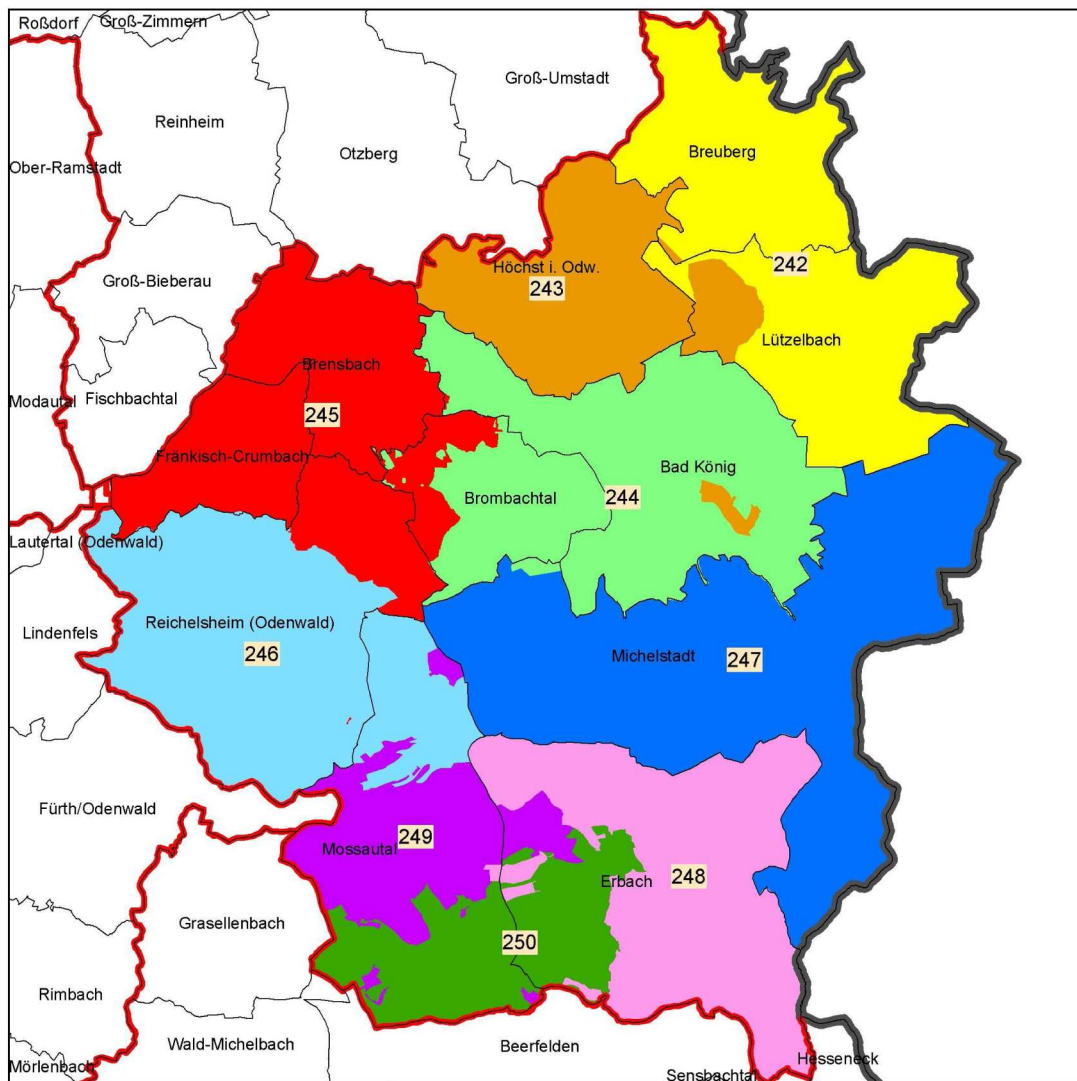 Roßdorf
Groß-Zimmern
Groß-Umstadt
Reinheim
Otzberg
Breuberg
Ober-Ramstadt
Groß-Bieberau
Höchst i. Odw.
242
243
Lützelbach
Brensbach
Modautal
Fischbachtal
245
Fränkisch-Crumbach
Bad König
Brombachtal
244
Lautertal (Odenwald)
Lindenfels
Reichelsheim (Odenwald)
246
Michelstadt
247
Fürth/Odenwald
249
Mossautal
248
Erbach
Grasellenbach
250
Rimbach
Wald-Michelbach
Beerfelden
Mörlenbach
Hesseneck
Sensbachtal